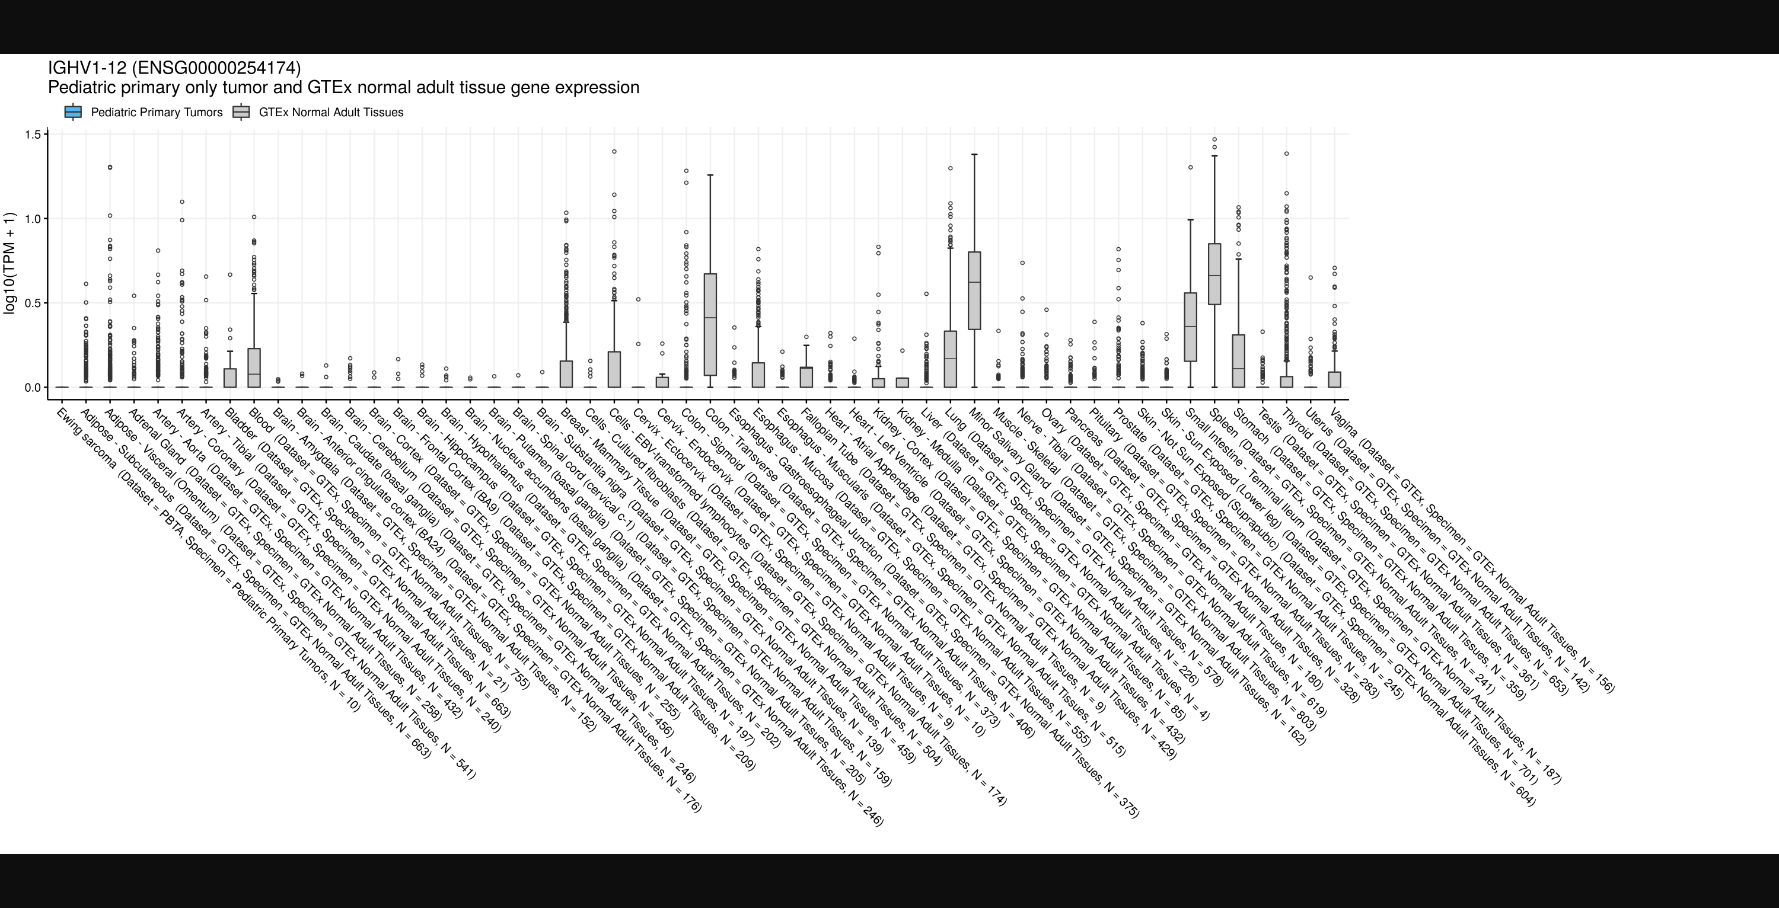 IGHV1-12 (ENSG00000254174)
Pediatric primary only tumor and GTEx normal adult tissue gene expression
Pediatric Primary Tumors
GTEx Normal Adult Tissues
log10(TPM + 1)
1.5
1.0
0.5
0.0
Ewing sarcoma (Dataset = PBTA, Specimen = Pediatric Primary Tumors, N = 10)
Adipose - Subcutaneous (Dataset = GTEx, Specimen = GTEx Normal Adult Tissues, N = 663)
Adipose - Visceral (Omentum) (Dataset = GTEx, Specimen = GTEx Normal Adult Tissues, N = 541)
Adrenal Gland (Dataset = GTEx, Specimen = GTEx Normal Adult Tissues, N = 258)
Artery - Aorta (Dataset = GTEx, Specimen = GTEx Normal Adult Tissues, N = 432)
Artery - Coronary (Dataset = GTEx, Specimen = GTEx Normal Adult Tissues, N = 240)
Artery - Tibial (Dataset = GTEx, Specimen = GTEx Normal Adult Tissues, N = 663)
Bladder (Dataset = GTEx, Specimen = GTEx Normal Adult Tissues, N = 21)
Blood (Dataset = GTEx, Specimen = GTEx Normal Adult Tissues, N = 755)
Brain - Amygdala (Dataset = GTEx, Specimen = GTEx Normal Adult Tissues, N = 152)
Brain - Anterior cingulate cortex (BA24) (Dataset = GTEx, Specimen = GTEx Normal Adult Tissues, N = 176)
Brain - Caudate (basal ganglia) (Dataset = GTEx, Specimen = GTEx Normal Adult Tissues, N = 246)
Brain - Cerebellum (Dataset = GTEx, Specimen = GTEx Normal Adult Tissues, N = 456)
Brain - Cortex (Dataset = GTEx, Specimen = GTEx Normal Adult Tissues, N = 255)
Brain - Frontal Cortex (BA9) (Dataset = GTEx, Specimen = GTEx Normal Adult Tissues, N = 209)
Brain - Hippocampus (Dataset = GTEx, Specimen = GTEx Normal Adult Tissues, N = 197)
Brain - Hypothalamus (Dataset = GTEx, Specimen = GTEx Normal Adult Tissues, N = 202)
Brain - Nucleus accumbens (basal ganglia) (Dataset = GTEx, Specimen = GTEx Normal Adult Tissues, N = 246)
Brain - Putamen (basal ganglia) (Dataset = GTEx, Specimen = GTEx Normal Adult Tissues, N = 205)
Brain - Spinal cord (cervical c-1) (Dataset = GTEx, Specimen = GTEx Normal Adult Tissues, N = 159)
Brain - Substantia nigra (Dataset = GTEx, Specimen = GTEx Normal Adult Tissues, N = 139)
Breast - Mammary Tissue (Dataset = GTEx, Specimen = GTEx Normal Adult Tissues, N = 459)
Cells - Cultured fibroblasts (Dataset = GTEx, Specimen = GTEx Normal Adult Tissues, N = 504)
Cells - EBV-transformed lymphocytes (Dataset = GTEx, Specimen = GTEx Normal Adult Tissues, N = 174)
Cervix - Ectocervix (Dataset = GTEx, Specimen = GTEx Normal Adult Tissues, N = 9)
Cervix - Endocervix (Dataset = GTEx, Specimen = GTEx Normal Adult Tissues, N = 10)
Colon - Sigmoid (Dataset = GTEx, Specimen = GTEx Normal Adult Tissues, N = 373)
Colon - Transverse (Dataset = GTEx, Specimen = GTEx Normal Adult Tissues, N = 406)
Esophagus - Gastroesophageal Junction (Dataset = GTEx, Specimen = GTEx Normal Adult Tissues, N = 375)
Esophagus - Mucosa (Dataset = GTEx, Specimen = GTEx Normal Adult Tissues, N = 555)
Esophagus - Muscularis (Dataset = GTEx, Specimen = GTEx Normal Adult Tissues, N = 515)
Fallopian Tube (Dataset = GTEx, Specimen = GTEx Normal Adult Tissues, N = 9)
Heart - Atrial Appendage (Dataset = GTEx, Specimen = GTEx Normal Adult Tissues, N = 429)
Heart - Left Ventricle (Dataset = GTEx, Specimen = GTEx Normal Adult Tissues, N = 432)
Kidney - Cortex (Dataset = GTEx, Specimen = GTEx Normal Adult Tissues, N = 85)
Kidney - Medulla (Dataset = GTEx, Specimen = GTEx Normal Adult Tissues, N = 4)
Liver (Dataset = GTEx, Specimen = GTEx Normal Adult Tissues, N = 226)
Lung (Dataset = GTEx, Specimen = GTEx Normal Adult Tissues, N = 578)
Minor Salivary Gland (Dataset = GTEx, Specimen = GTEx Normal Adult Tissues, N = 162)
Muscle - Skeletal (Dataset = GTEx, Specimen = GTEx Normal Adult Tissues, N = 803)
Nerve - Tibial (Dataset = GTEx, Specimen = GTEx Normal Adult Tissues, N = 619)
Ovary (Dataset = GTEx, Specimen = GTEx Normal Adult Tissues, N = 180)
Pancreas (Dataset = GTEx, Specimen = GTEx Normal Adult Tissues, N = 328)
Pituitary (Dataset = GTEx, Specimen = GTEx Normal Adult Tissues, N = 283)
Prostate (Dataset = GTEx, Specimen = GTEx Normal Adult Tissues, N = 245)
Skin - Not Sun Exposed (Suprapubic) (Dataset = GTEx, Specimen = GTEx Normal Adult Tissues, N = 604)
Skin - Sun Exposed (Lower leg) (Dataset = GTEx, Specimen = GTEx Normal Adult Tissues, N = 701)
Small Intestine - Terminal Ileum (Dataset = GTEx, Specimen = GTEx Normal Adult Tissues, N = 187)
Spleen (Dataset = GTEx, Specimen = GTEx Normal Adult Tissues, N = 241)
Stomach (Dataset = GTEx, Specimen = GTEx Normal Adult Tissues, N = 359)
Testis (Dataset = GTEx, Specimen = GTEx Normal Adult Tissues, N = 361)
Thyroid (Dataset = GTEx, Specimen = GTEx Normal Adult Tissues, N = 653)
Uterus (Dataset = GTEx, Specimen = GTEx Normal Adult Tissues, N = 142)
Vagina (Dataset = GTEx, Specimen = GTEx Normal Adult Tissues, N = 156)